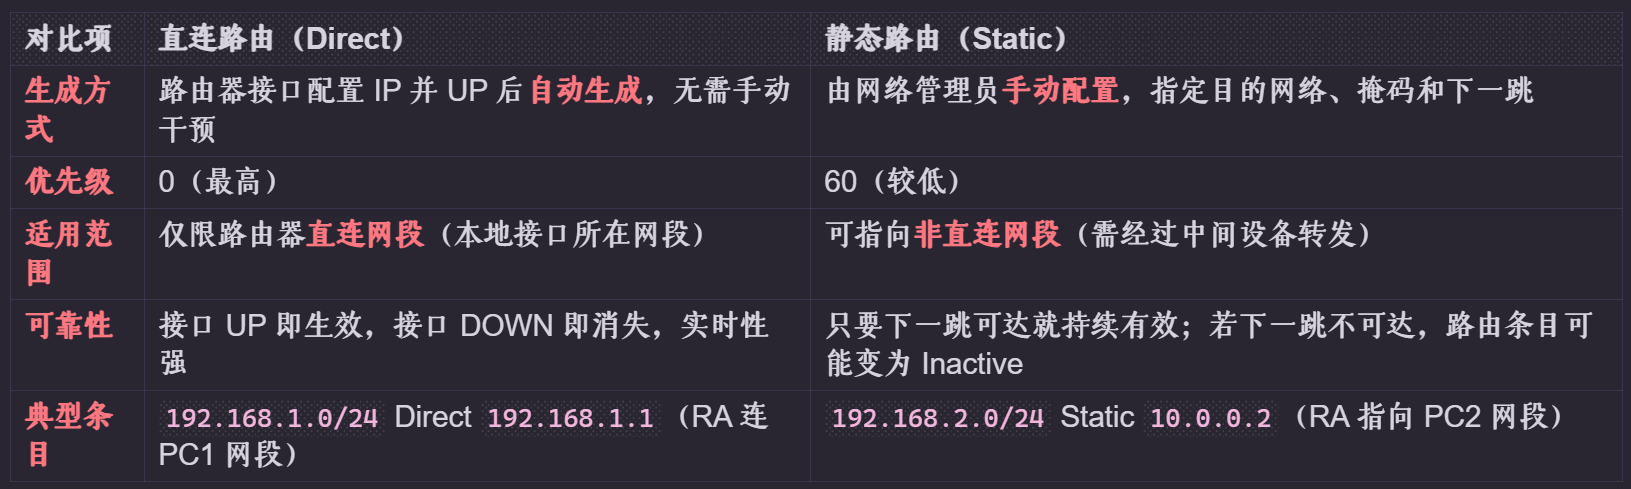 对比项 直连路由（Direct） 静态路由（Static）
生成方式 路由器接口配置 IP 并 UP 后自动生成，无需手动干预 由网络管理员手动配置，指定目的网络、掩码和下一跳
优先级 0（最高） 60（较低）
适用范围 仅限路由器直连网段（本地接口所在网段） 可指向非直连网段（需经过中间设备转发）
可靠性 接口 UP 即生效，接口 DOWN 即消失，实时性强 只要下一跳可达就持续有效；若下一跳不可达，路由条目可能变为 Inactive
典型条目 192.168.1.0/24 Direct 192.168.1.1（RA 连 PC1 网段） 192.168.2.0/24 Static 10.0.0.2（RA 指向 PC2 网段）